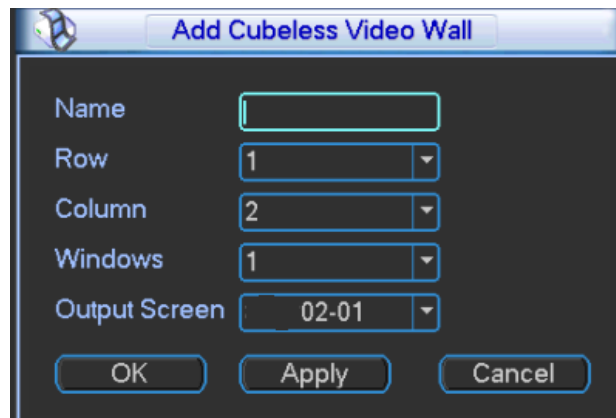 Add Cubeless Video Wall
Name
Row 1
Column 2
Windows 1
Output Screen 02-01
OK Apply Cancel